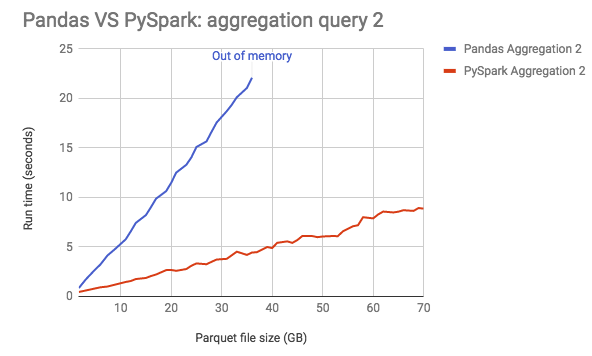 Pandas VS PySpark: aggregation query 2
Run time (seconds)
25
20
15
10
5
0
Out of memory
Pandas Aggregation 2
PySpark Aggregation 2
10 20 30 40 50 60 70
Parquet file size (GB)